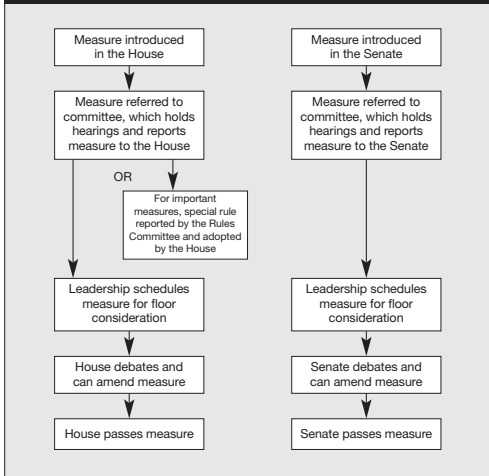 Measure introduced
in the House
Measure referred to
committee, which holds
hearings and reports
measure to the House
OR
For important
measures, special rule
reported by the Rules
Committee and adopted
by the House
Leadership schedules
measure for floor
consideration
House debates and
can amend measure
House passes measure
Measure introduced
in the Senate
Measure referred to
committee, which holds
hearings and reports
measure to the Senate
Leadership schedules
measure for floor
consideration
Senate debates and
can amend measure
Senate passes measure